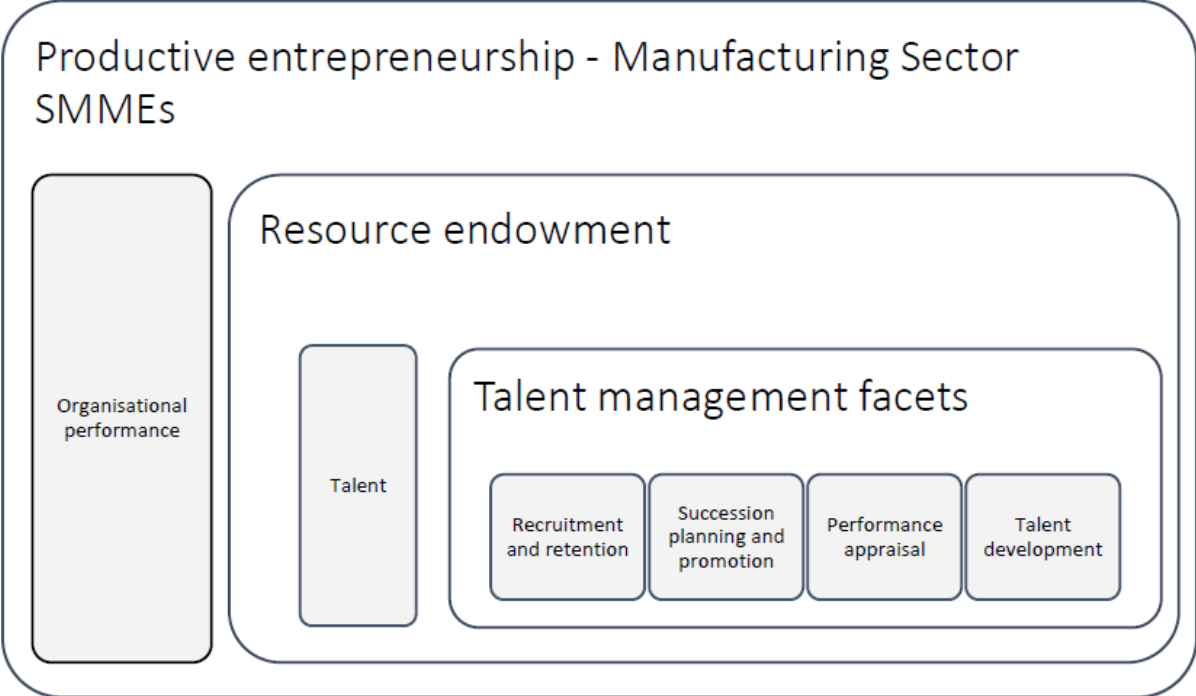 Productive entrepreneurship - Manufacturing Sector
SMMEs
Resource endowment
Organisational
performance
Talent
Talent management facets
Recruitment
and retention
Succession
planning and
promotion
Performance
appraisal
Talent
development